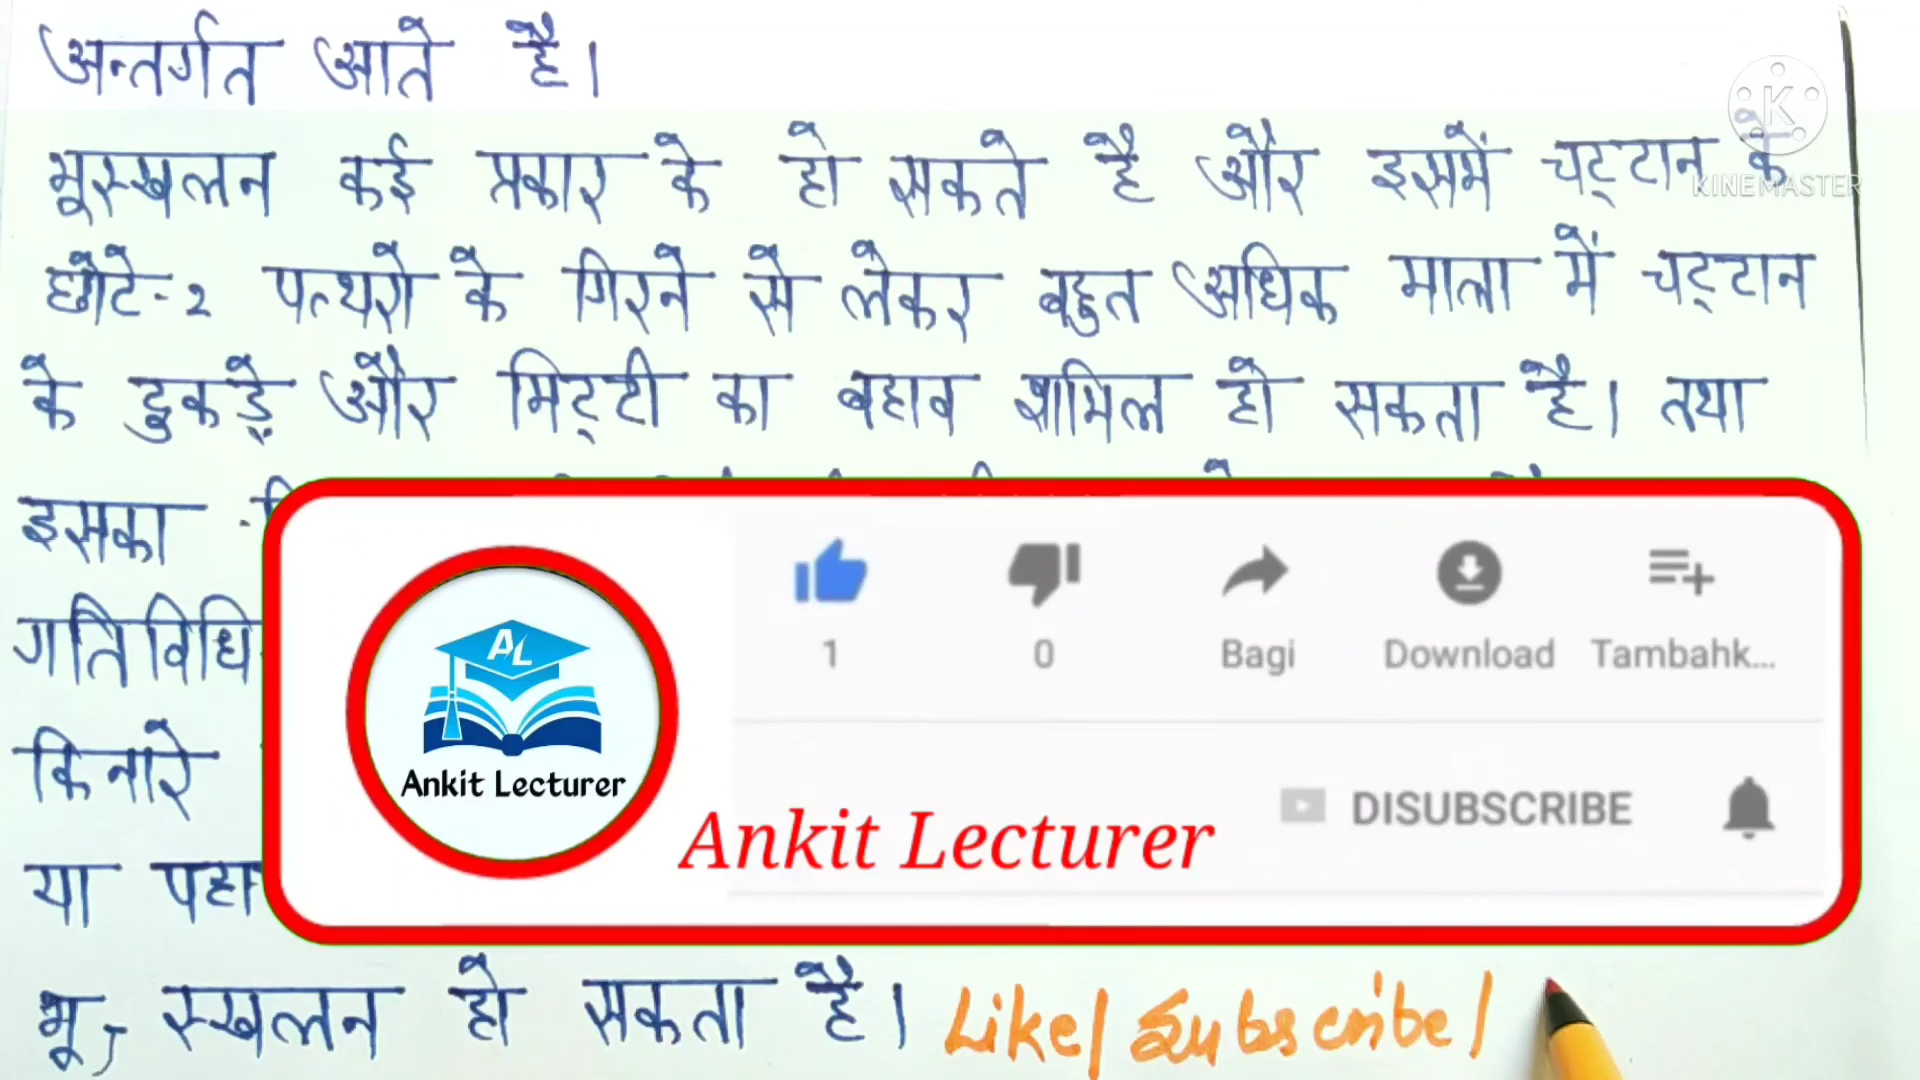 अन्तर्गत आते है।
भूस्खलन कई प्रकार के हो सकते है और इसमें चट्टान के
KINEMASTER
छोटे-२ पत्थरो के गिरने से लेकर बहुत अधिक मात्रा में चट्टान
के टुकड़े और मिट्टी का बहाव शामिल हो सकता है। तथा
इसका
गतिविधि
किनारे
या पहा
1 0 Bagi Download Tambahk...
AL
Ankit Lecturer
DISUBSCRIBE
Ankit Lecturer
भू, स्खलन हो सकता है। Like/ Subscribe/